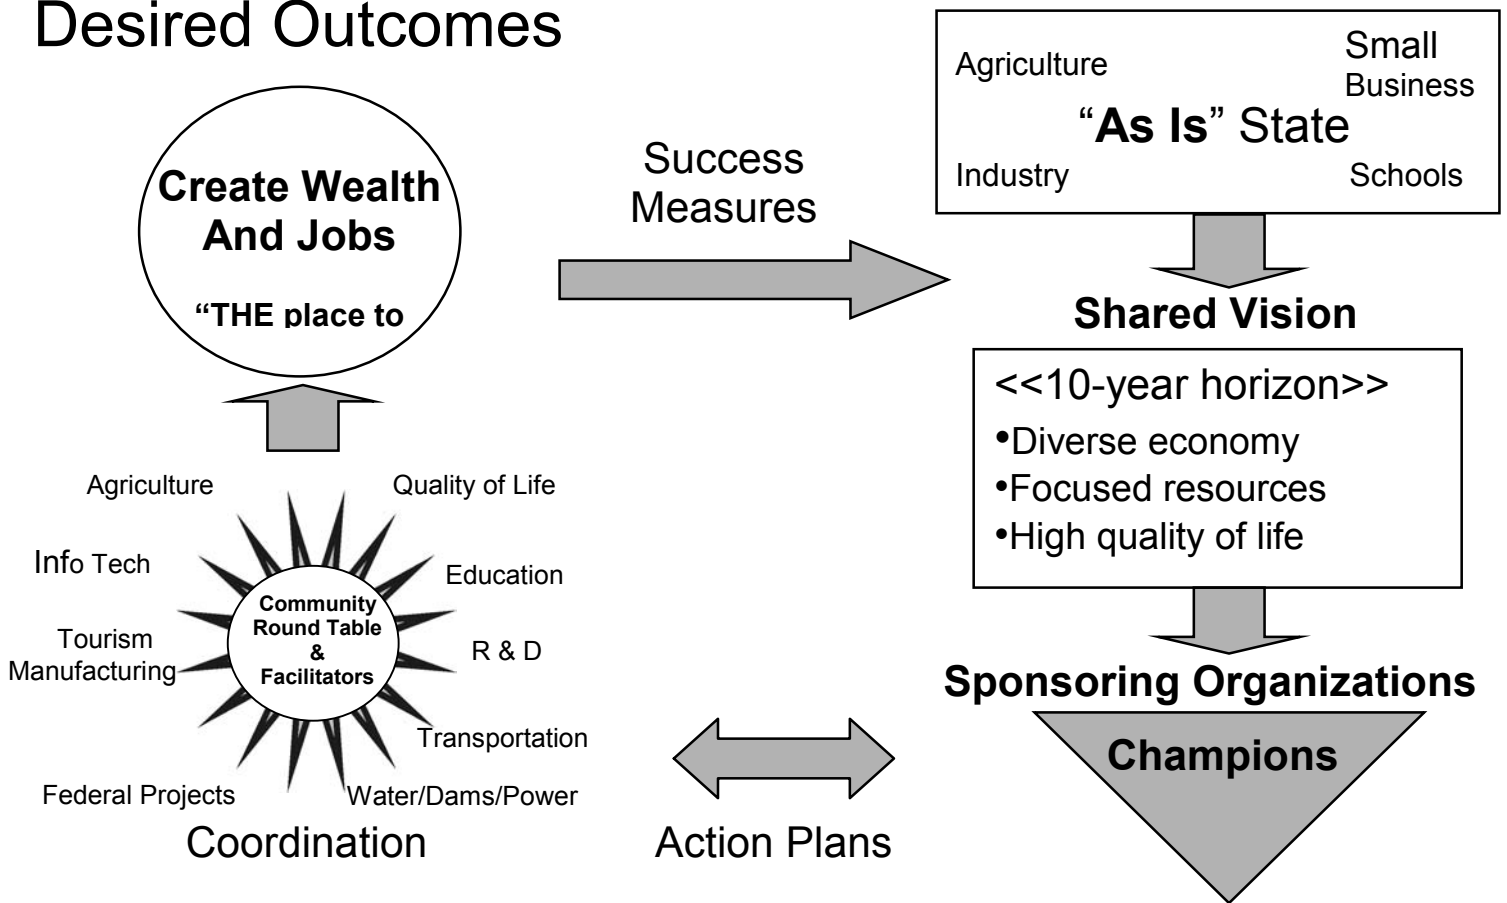 Desired Outcomes
Create Wealth
And Jobs
“THE place to
Success
Measures
Agriculture
Small
Business
“As Is” State
Industry
Schools
Shared Vision
<<10-year horizon>>
•Diverse economy
•Focused resources
•High quality of life
Sponsoring Organizations
Champions
Agriculture
Quality of Life
Info Tech
Education
Community
Round Table
&
Facilitators
Tourism
Manufacturing
R & D
Transportation
Federal Projects
Water/Dams/Power
Coordination
Action Plans